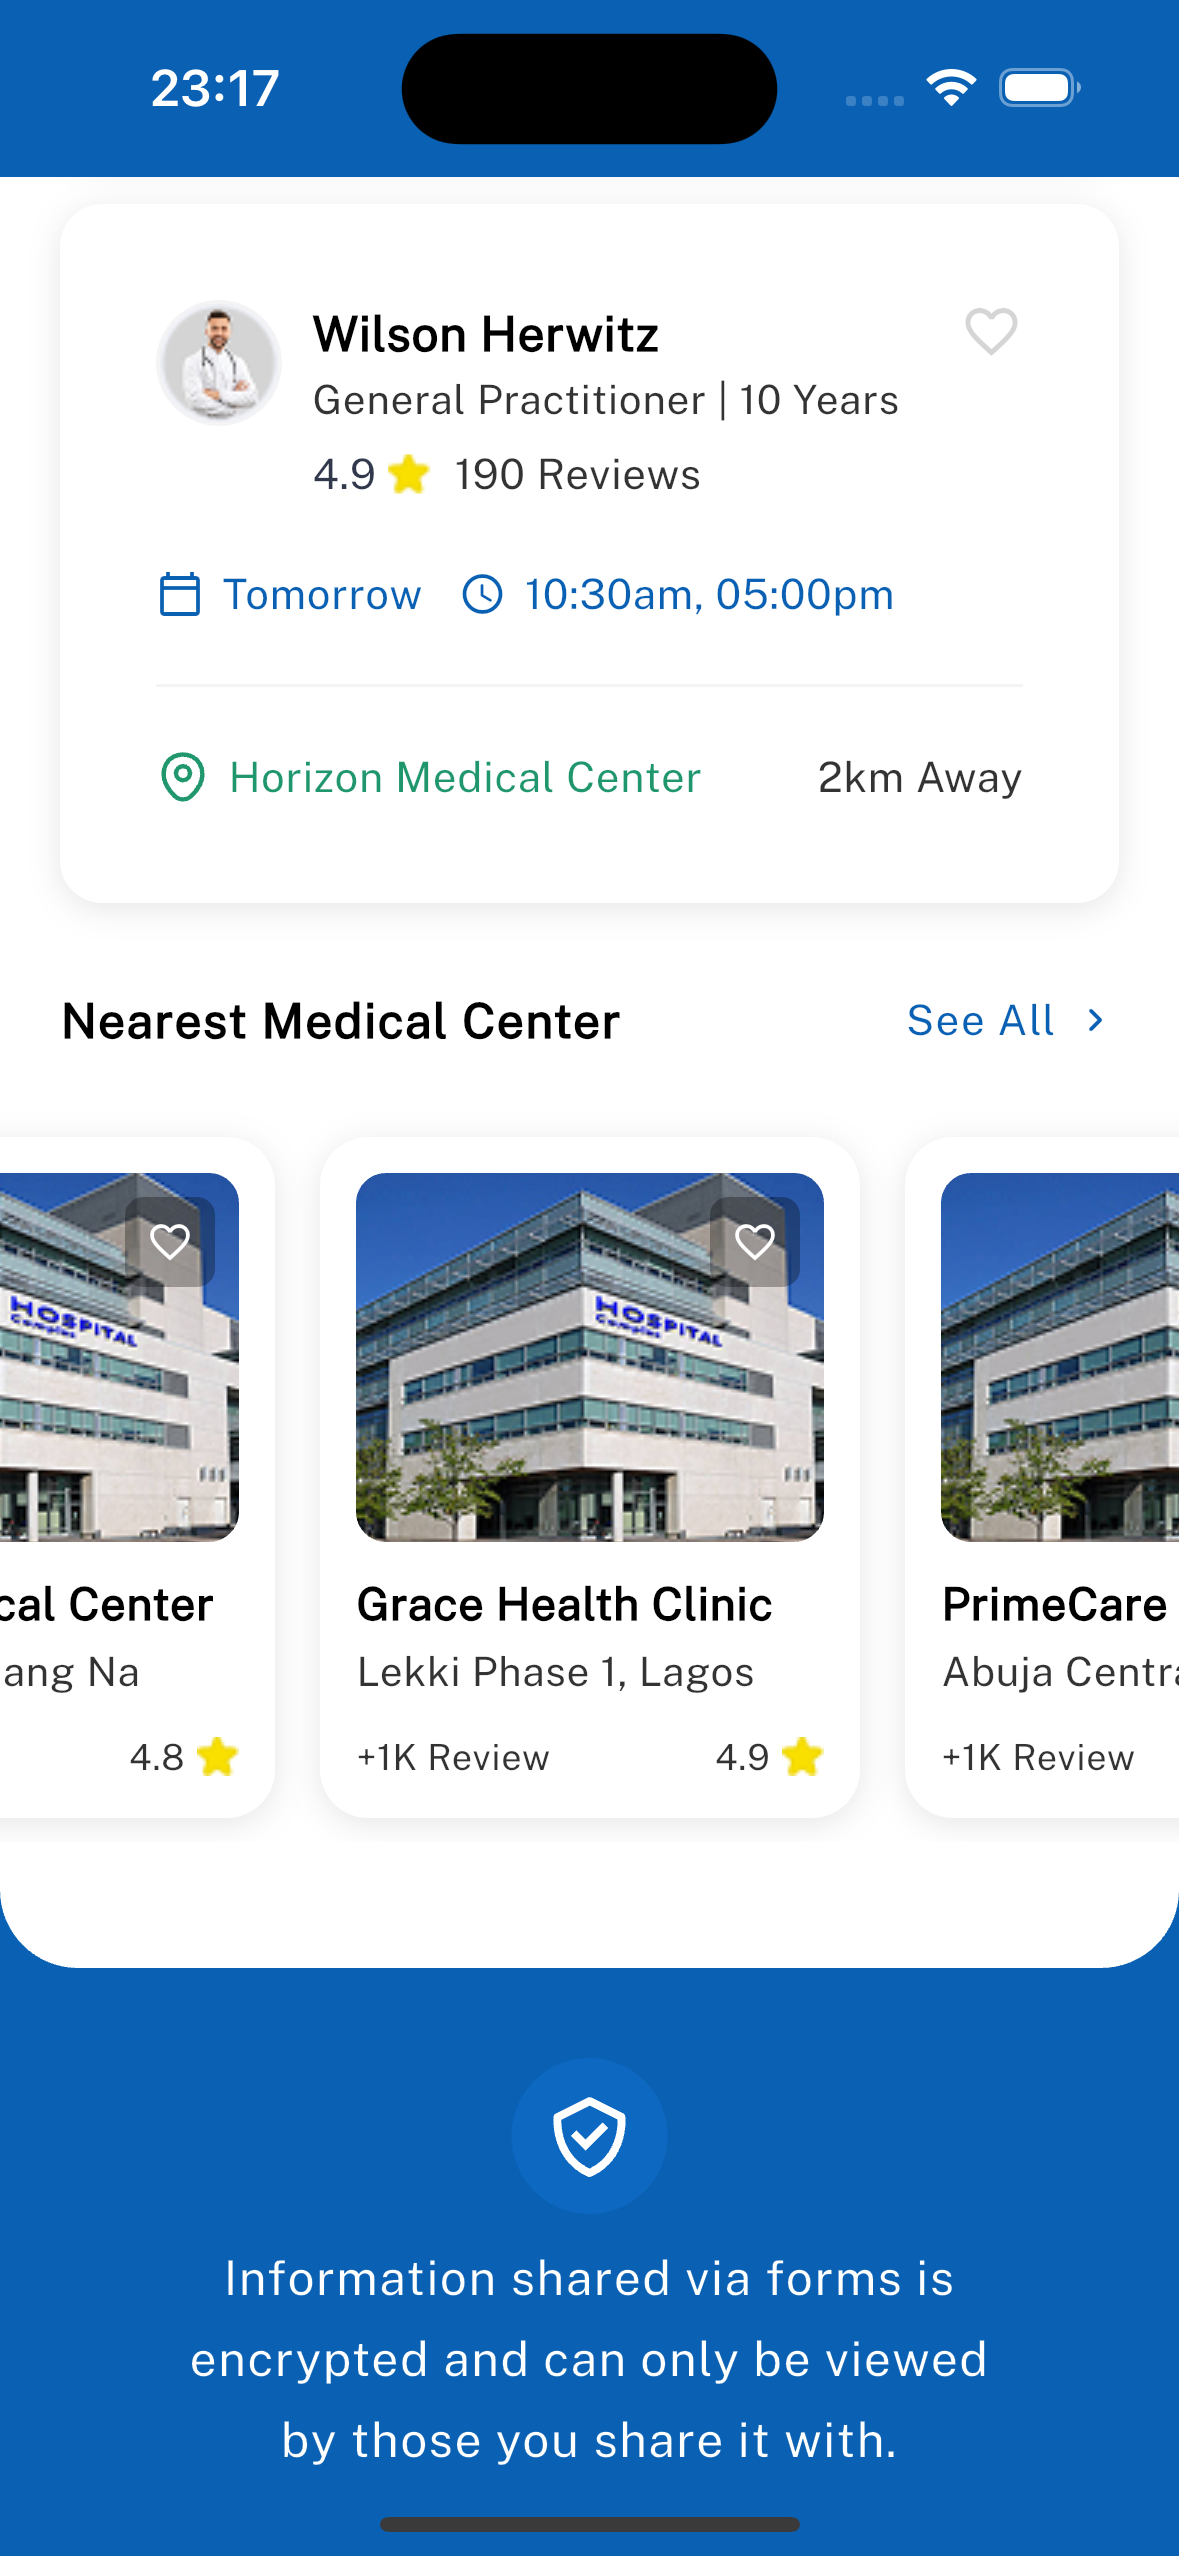 23:17
Wilson Herwitz
General Practitioner | 10 Years
4.9 190 Reviews
Tomorrow 10:30am, 05:00pm
Horizon Medical Center 2km Away
Nearest Medical Center See All
HOSPITAL
Complex
HOSPITAL
Complex
cal Center
ang Na
4.8
Grace Health Clinic
Lekki Phase 1, Lagos
+1K Review 4.9
PrimeCare
Abuja Centra
+1K Review
Information shared via forms is
encrypted and can only be viewed
by those you share it with.